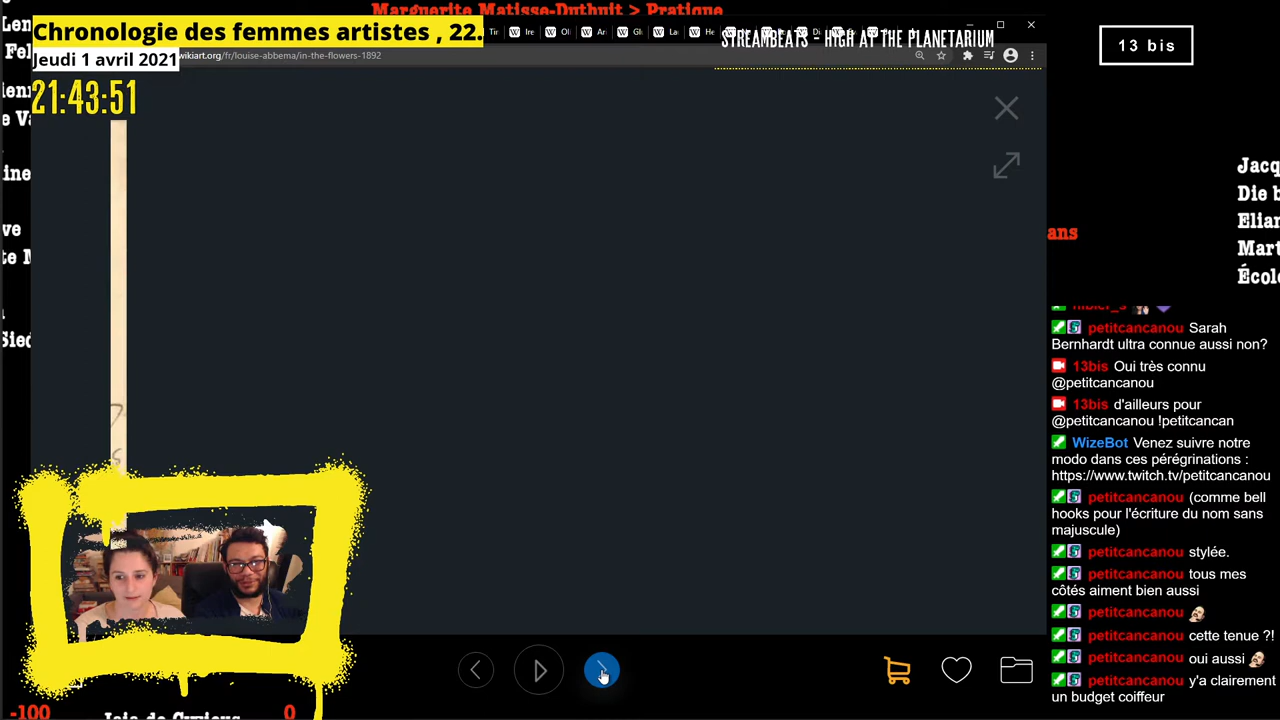 Marguerite Matisse-Duthuit > Pratique
Chronologie des femmes artistes , 22.
Jeudi 1 avril 2021
21:43:51
wikiart.org/fr/louise-abbema/in-the-flowers-1892
STREAMBEATS - HIGH AT THE PLANETARIUM
13 bis
ans
petitcancanou Sarah
Bernhardt ultra connue aussi non?
13bis Oui très connu
@petitcancanou
13bis d'ailleurs pour
@petitcancanou !petitcancan
WizeBot Venez suivre notre
modo dans ces pérégrinations :
https://www.twitch.tv/petitcancanou
petitcancanou (comme bell
hooks pour l'écriture du nom sans
majuscule)
petitcancanou stylée.
petitcancanou tous mes
côtés aiment bien aussi
petitcancanou
petitcancanou cette tenue ?!
petitcancanou oui aussi
petitcancanou y'a clairement
un budget coiffeur
-100
0